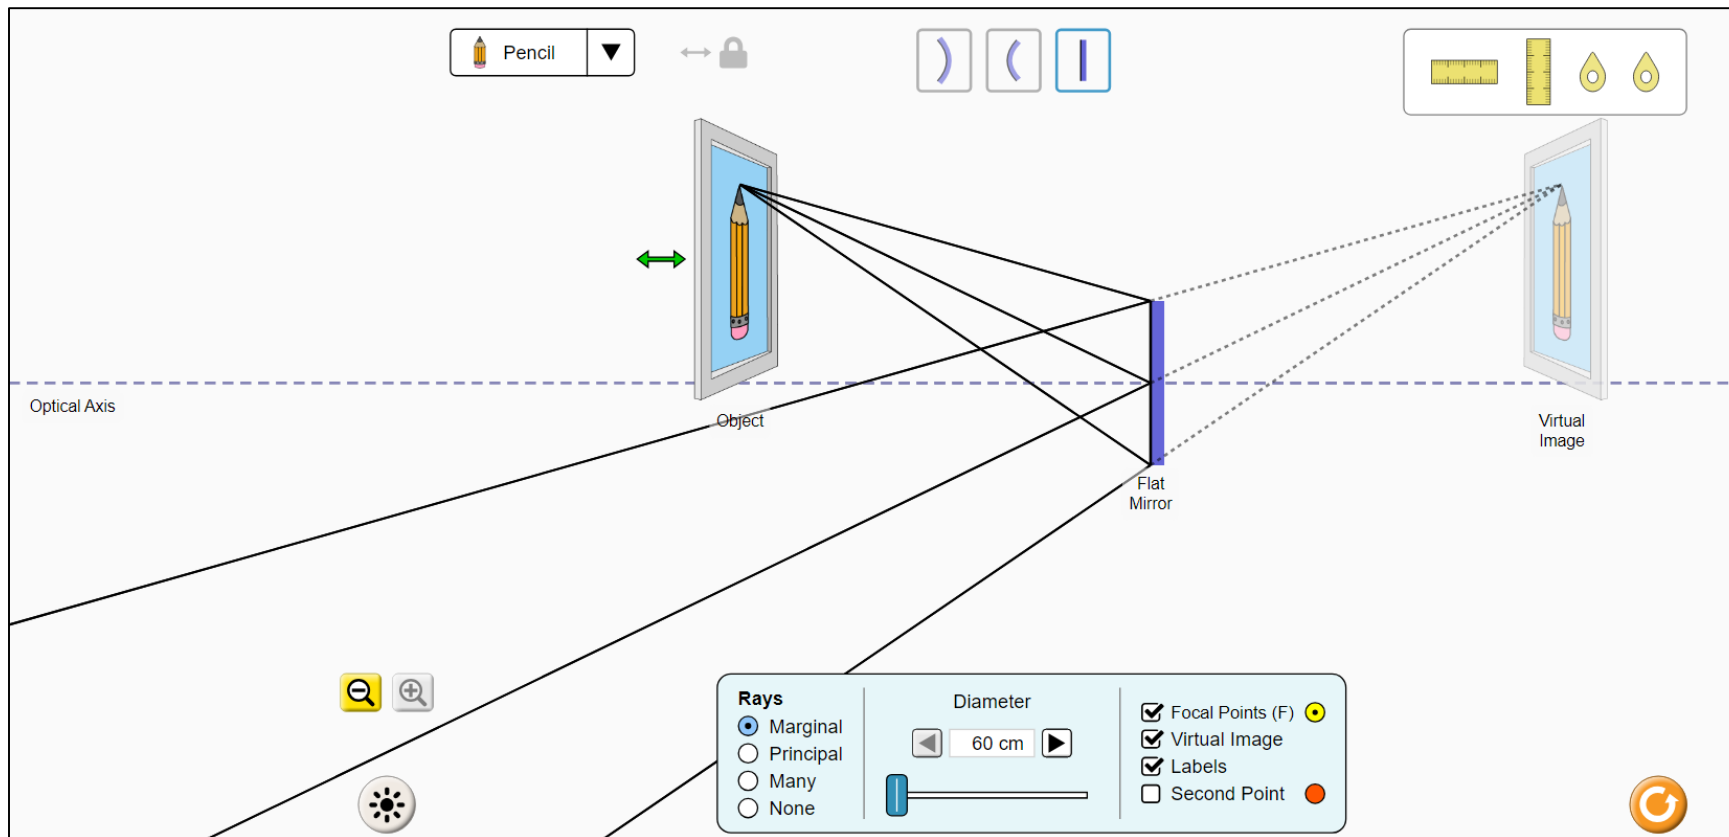 Pencil
Optical Axis
Object
Flat
Mirror
Virtual
Image
Rays
Marginal
Principal
Many
None
Diameter
60 cm
Focal Points (F)
Virtual Image
Labels
Second Point